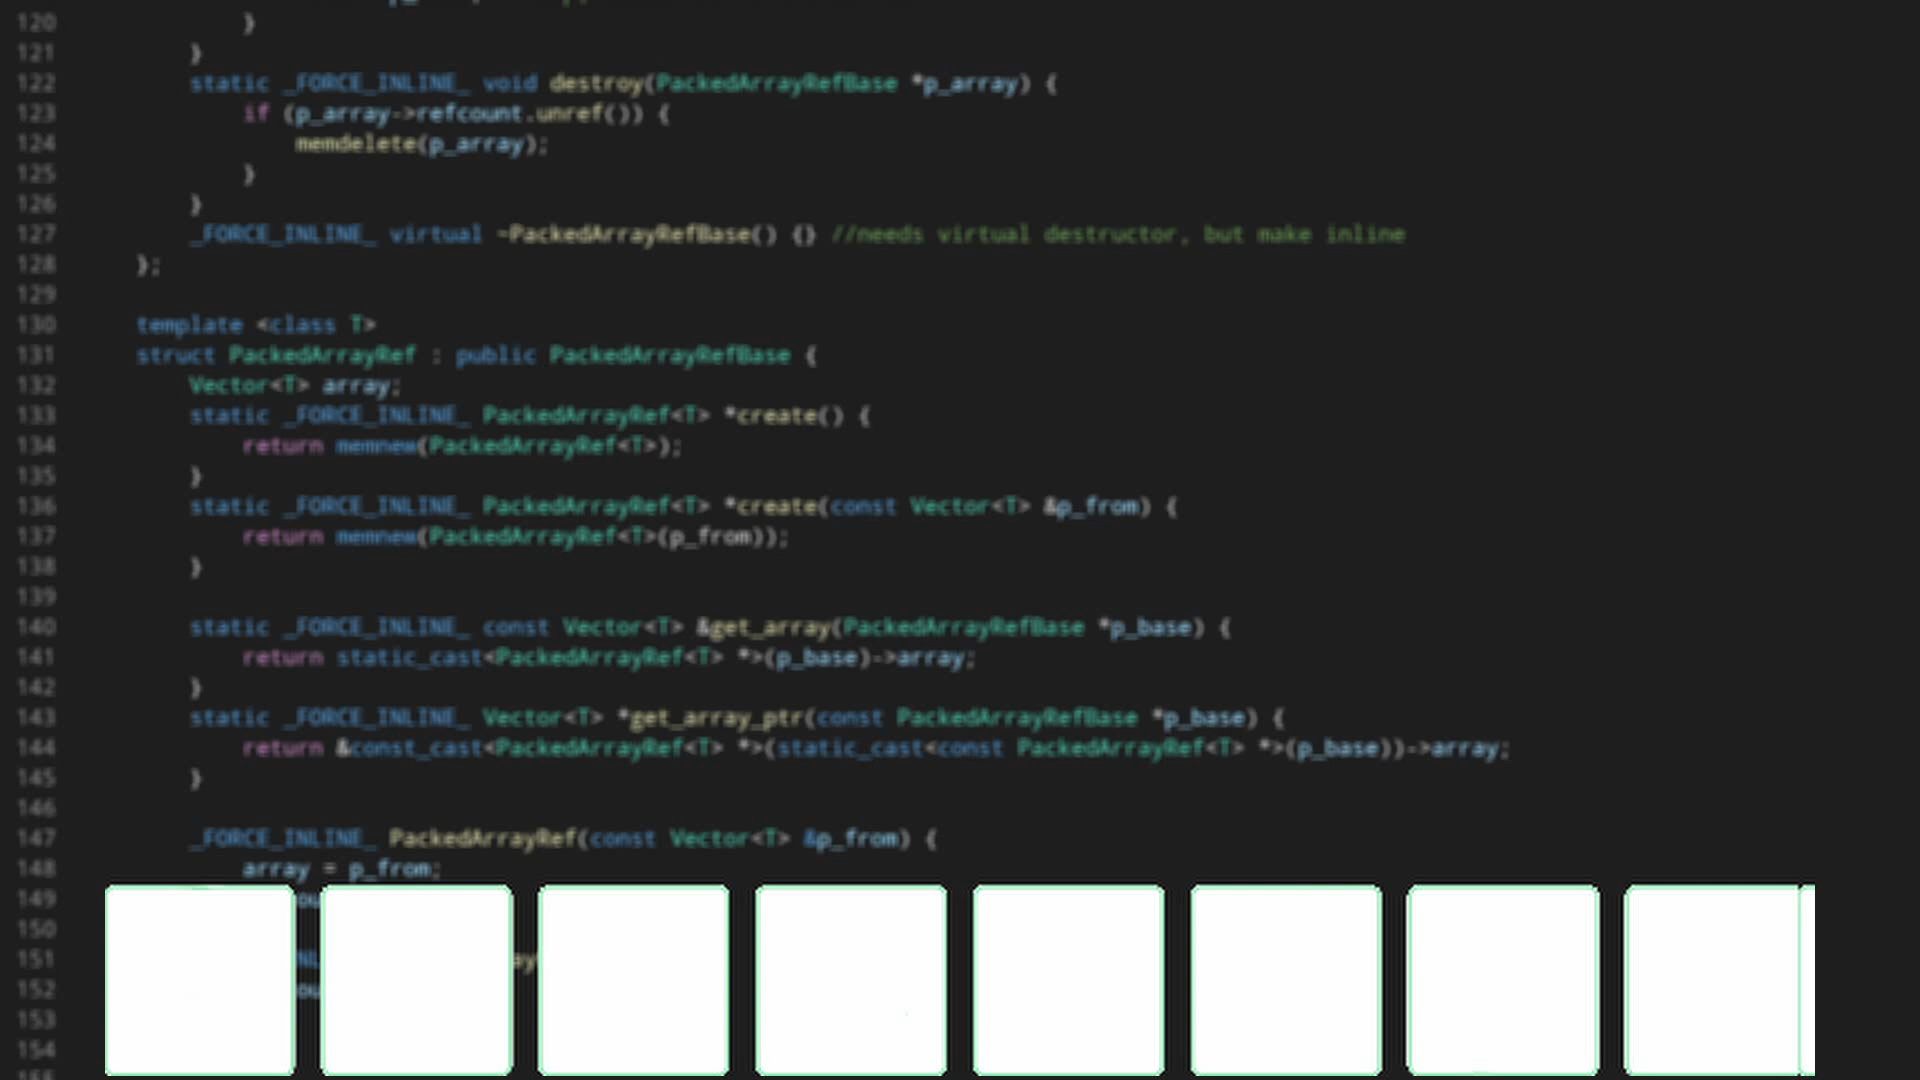 120 }
121 }
122 static _FORCE_INLINE_ void destroy(PackedArrayRefBase *p_array) {
123 if (p_array->refcount.unref()) {
124 memdelete(p_array);
125 }
126 }
127 _FORCE_INLINE_ virtual ~PackedArrayRefBase() {} //needs virtual destructor, but make inline
128 };
129
130 template <class T>
131 struct PackedArrayRef : public PackedArrayRefBase {
132 Vector<T> array;
133 static _FORCE_INLINE_ PackedArrayRef<T> *create() {
134 return memnew(PackedArrayRef<T>);
135 }
136 static _FORCE_INLINE_ PackedArrayRef<T> *create(const Vector<T> &p_from) {
137 return memnew(PackedArrayRef<T>(p_from));
138 }
139
140 static _FORCE_INLINE_ const Vector<T> &get_array(PackedArrayRefBase *p_base) {
141 return static_cast<PackedArrayRef<T> *>(p_base)->array;
142 }
143 static _FORCE_INLINE_ Vector<T> *get_array_ptr(const PackedArrayRefBase *p_base) {
144 return &const_cast<PackedArrayRef<T> *>(static_cast<const PackedArrayRef<T> *>(p_base))->array;
145 }
146
147 _FORCE_INLINE_ PackedArrayRef(const Vector<T> &p_from) {
148 array = p_from;
149
150
151
152
153
154